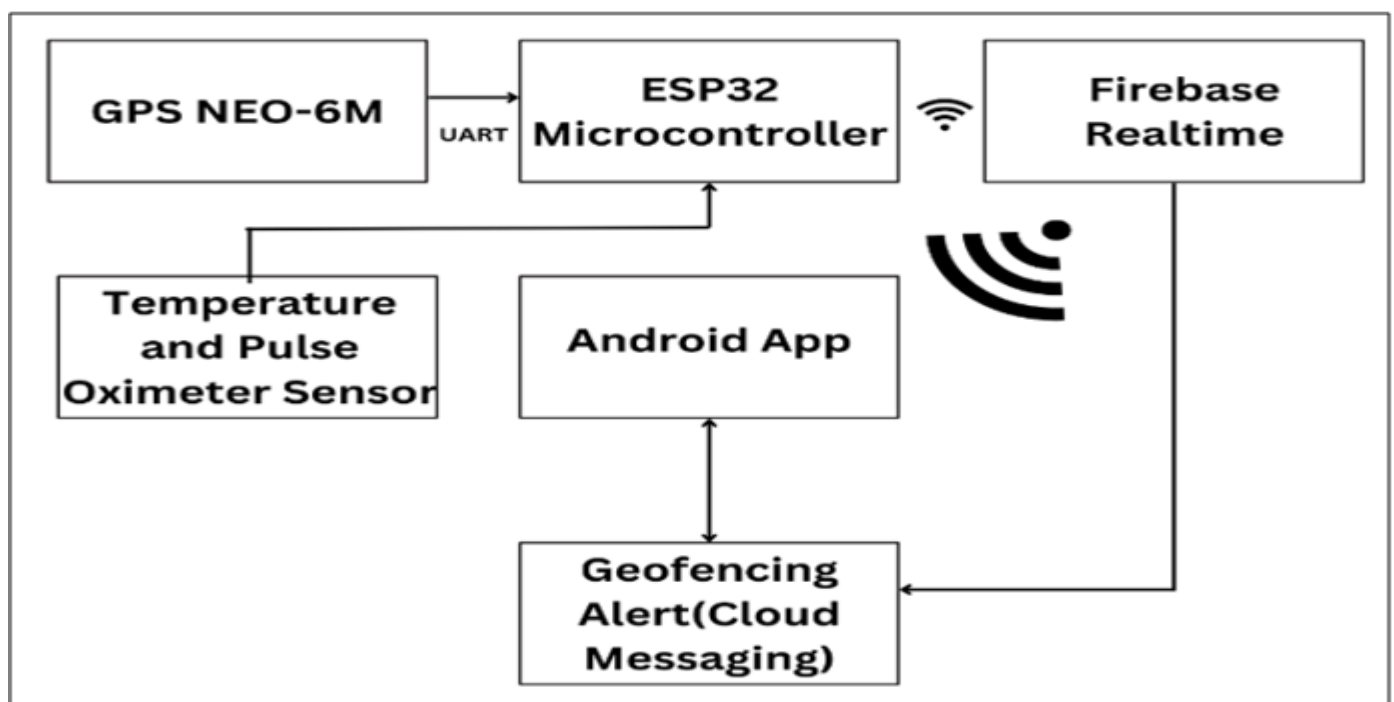 GPS NEO-6M
UART
ESP32
Microcontroller
Firebase
Realtime
Temperature
and Pulse
Oximeter Sensor
Android App
Geofencing
Alert(Cloud
Messaging)